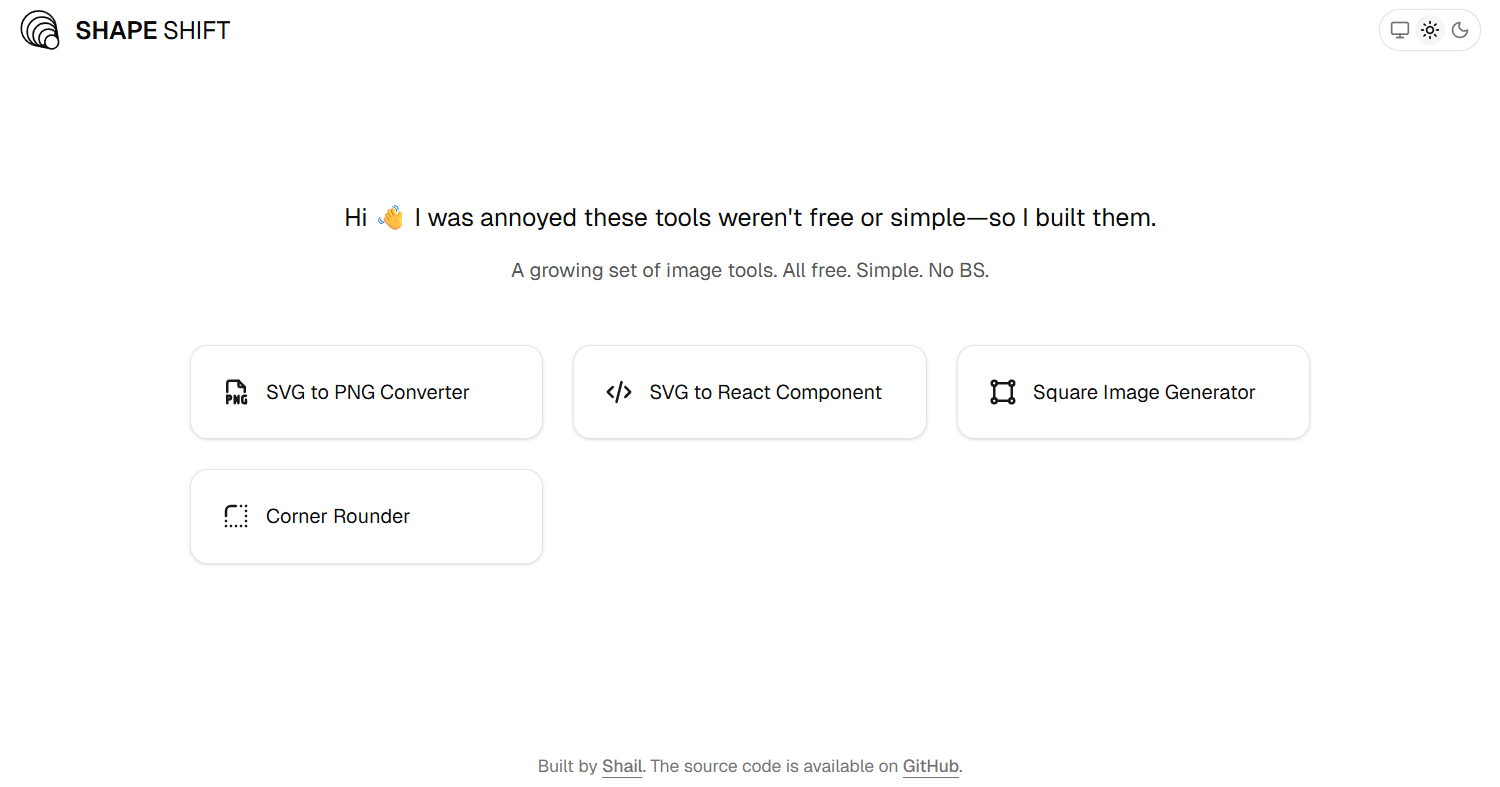 SHAPE SHIFT
Hi 👋 I was annoyed these tools weren't free or simple—so I built them.
A growing set of image tools. All free. Simple. No BS.
PNG
SVG to PNG Converter
SVG to React Component
Square Image Generator
Corner Rounder
Built by Shail. The source code is available on GitHub.